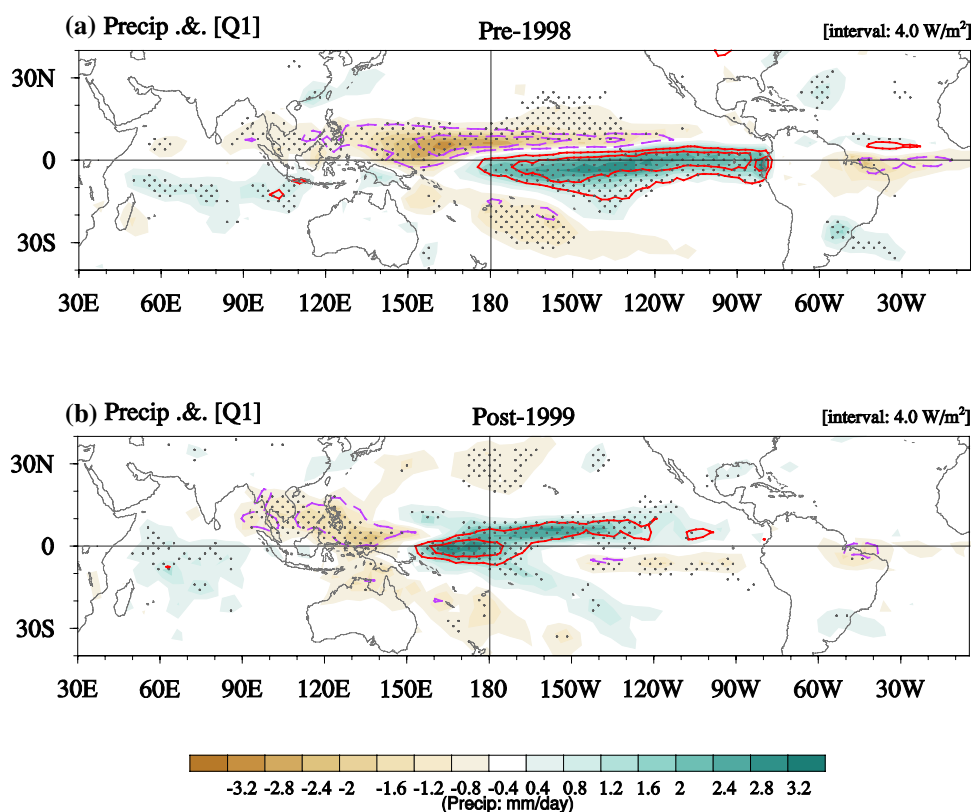 (a) Precip .&. [Q1] Pre-1998 [interval: 4.0 W/m²]
30N
0
30S
30E 60E 90E 120E 150E 180 150W 120W 90W 60W 30W
(b) Precip .&. [Q1] Post-1999 [interval: 4.0 W/m²]
30N
0
30S
30E 60E 90E 120E 150E 180 150W 120W 90W 60W 30W
-3.2 -2.8 -2.4 -2 -1.6 -1.2 -0.8 -0.4 0.4 0.8 1.2 1.6 2 2.4 2.8 3.2
(Precip: mm/day)